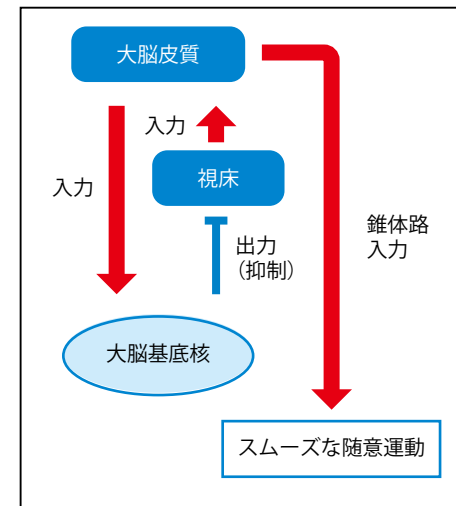 大脳皮質
入力
視床
入力
錐体路
入力
出力
（抑制）
大脳基底核
スムーズな随意運動